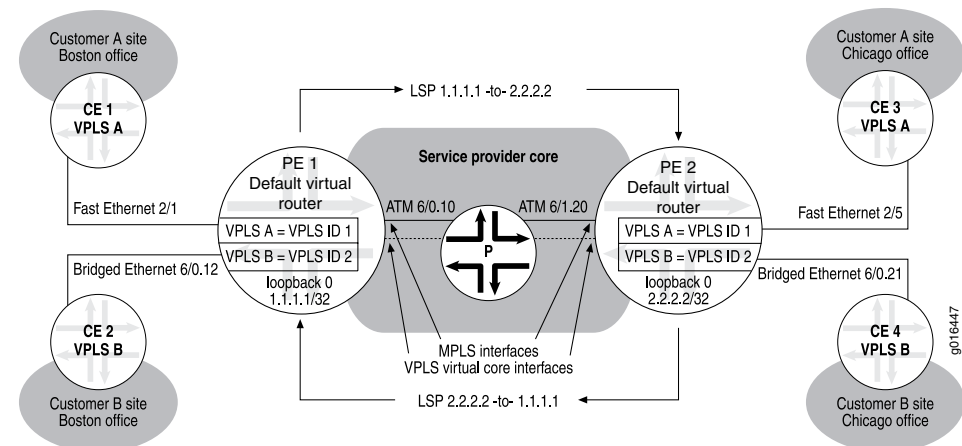 Customer A site
Boston office
CE 1
VPLS A
Fast Ethernet 2/1
Bridged Ethernet 6/0.12
CE 2
VPLS B
Customer B site
Boston office
LSP 1.1.1.1 -to- 2.2.2.2
PE 1
Default virtual
router
VPLS A = VPLS ID 1
VPLS B = VPLS ID 2
loopback 0
1.1.1.1/32
Service provider core
ATM 6/0.10
ATM 6/1.20
P
MPLS interfaces
VPLS virtual core interfaces
LSP 2.2.2.2 -to- 1.1.1.1
PE 2
Default virtual
router
VPLS A = VPLS ID 1
VPLS B = VPLS ID 2
loopback 0
2.2.2.2/32
Customer A site
Chicago office
CE 3
VPLS A
Fast Ethernet 2/5
Bridged Ethernet 6/0.21
CE 4
VPLS B
Customer B site
Chicago office
g016447